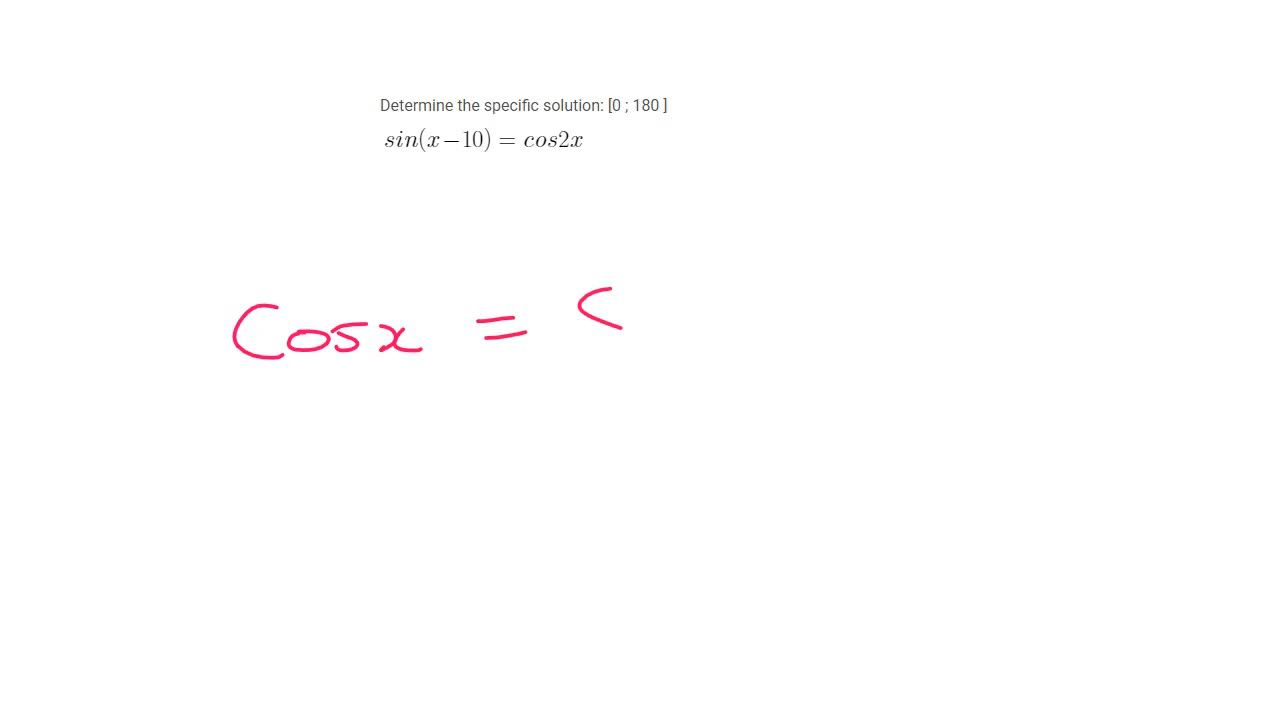 Determine the specific solution: [0 ; 180 ]
sin(x−10) = cos2x
Cosx =